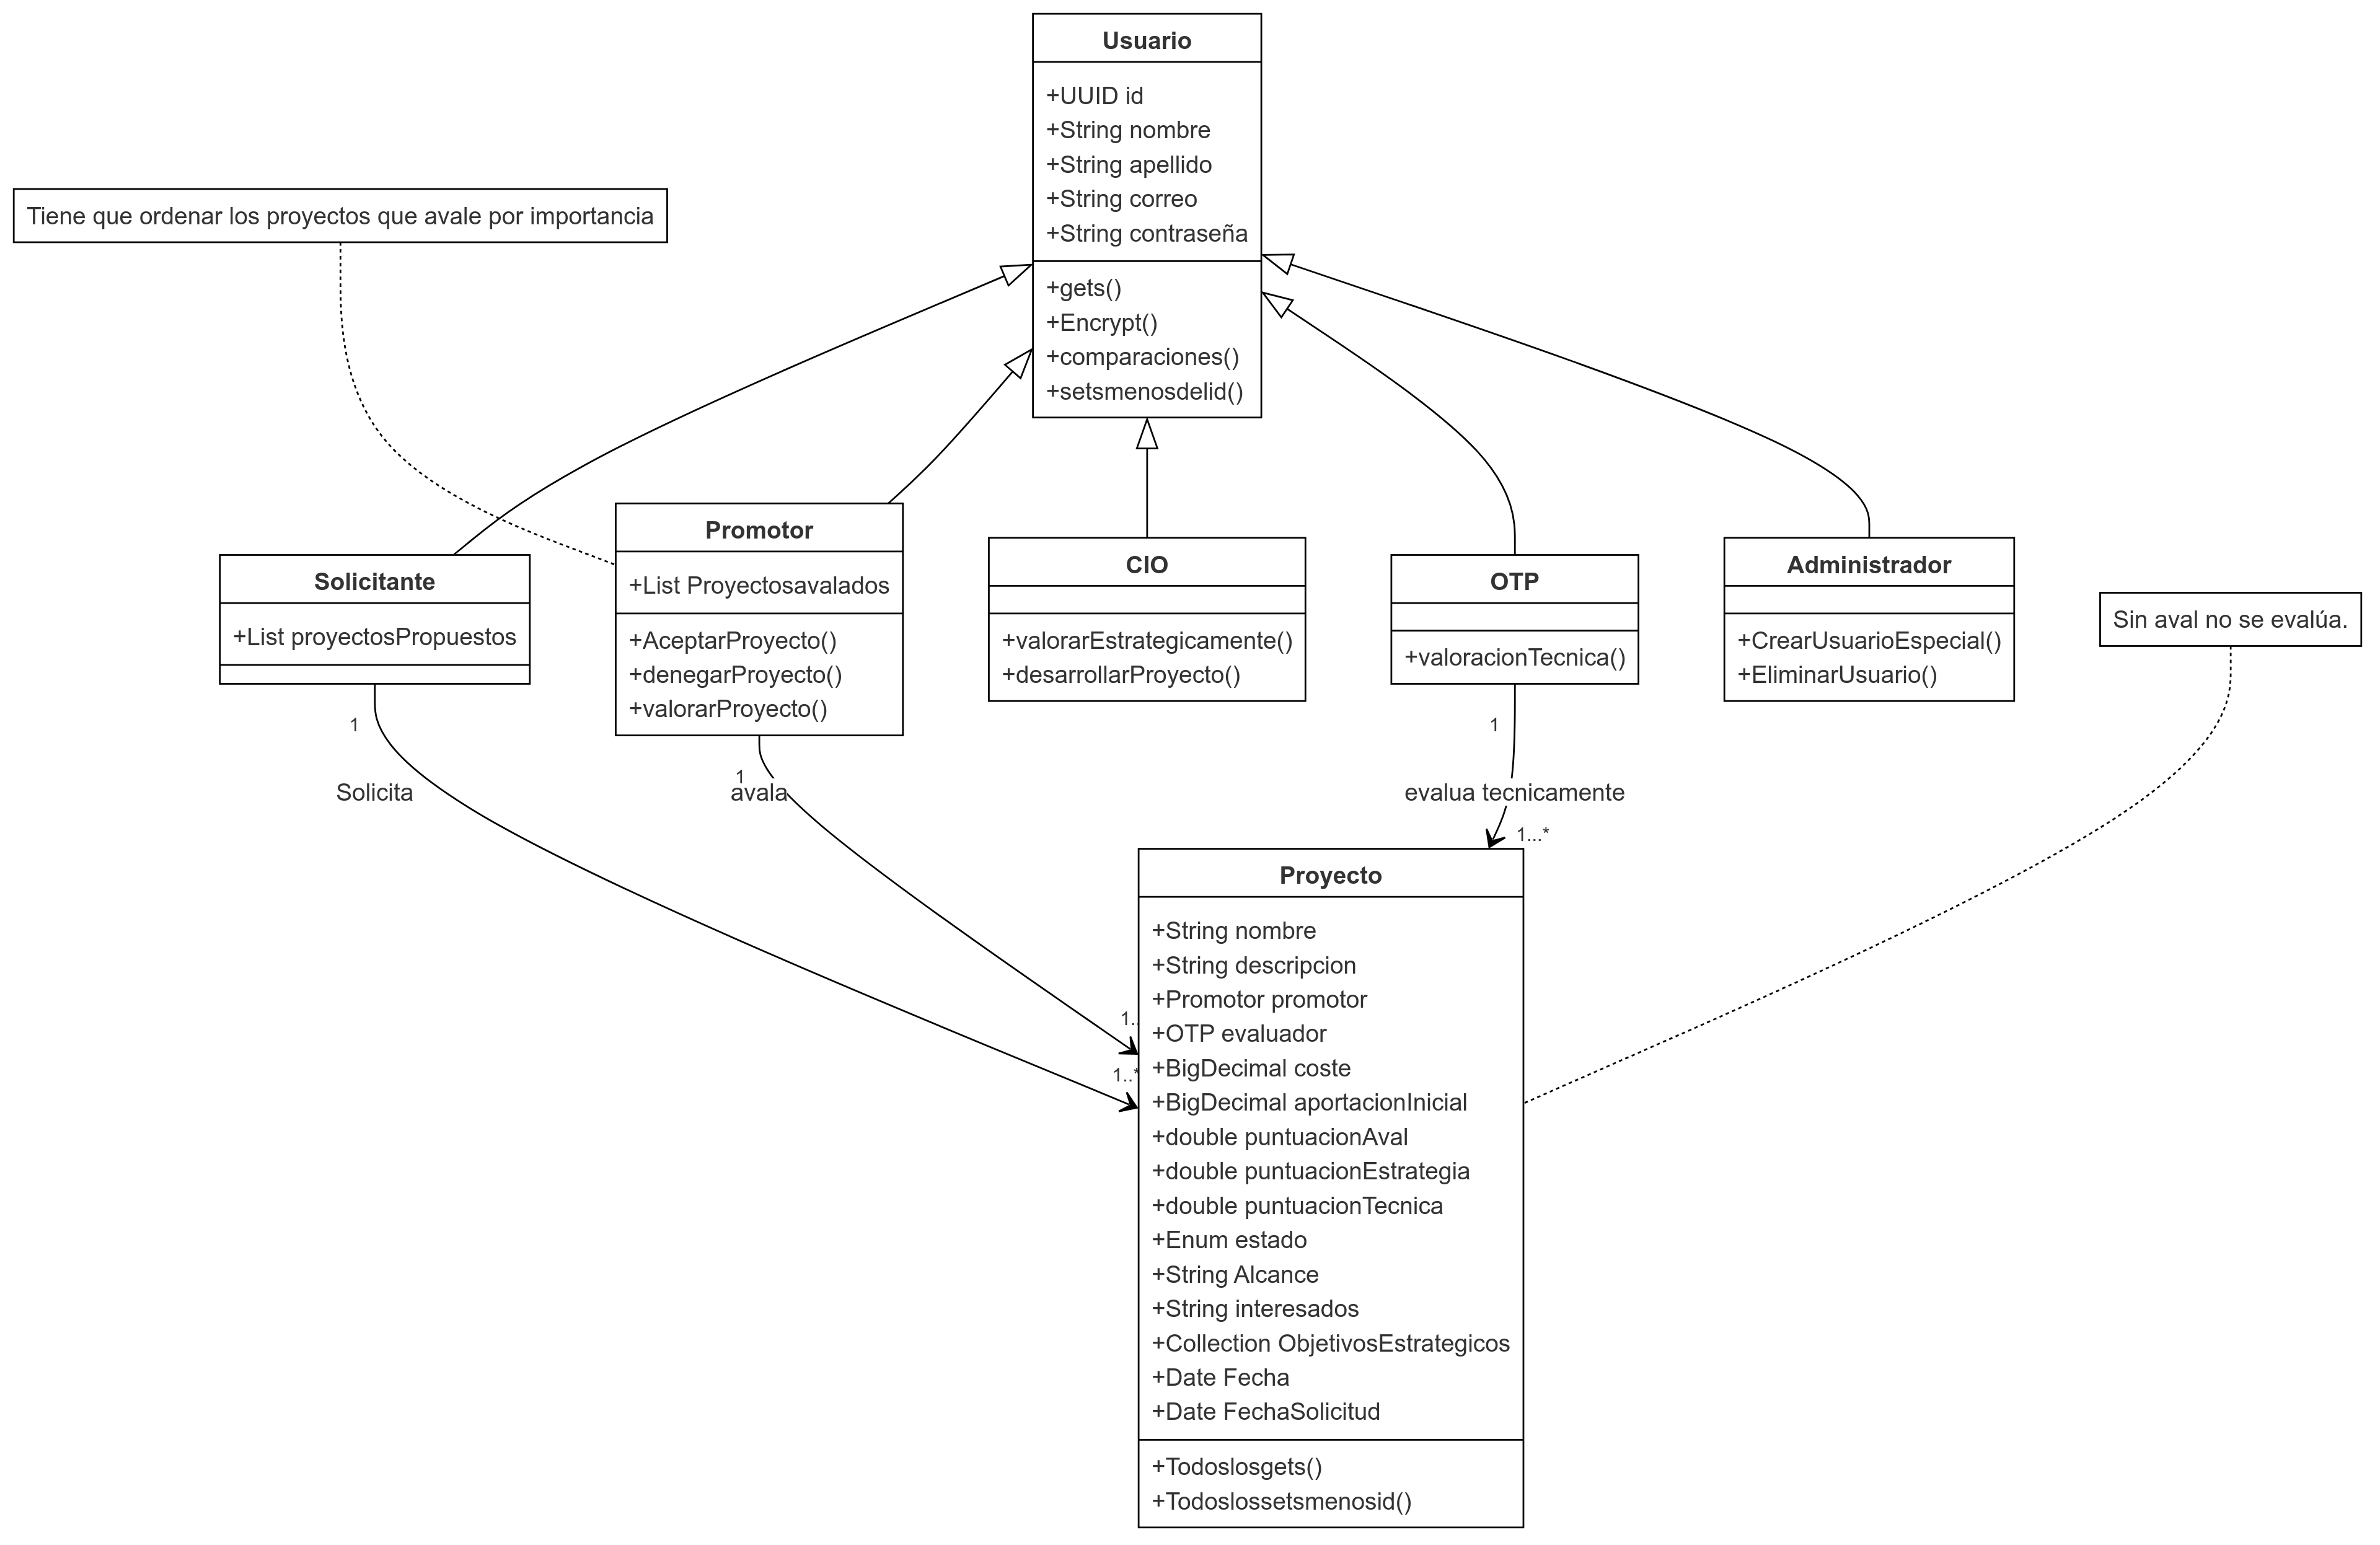 Usuario
+UUID id
+String nombre
+String apellido
+String correo
+String contraseña
+gets()
+Encrypt()
+comparaciones()
+setsmenosdelid()
Tiene que ordenar los proyectos que avale por importancia
Solicitante
+List proyectosPropuestos
Promotor
+List Proyectosavalados
+AceptarProyecto()
+denegarProyecto()
+valorarProyecto()
CIO
+valorarEstrategicamente()
+desarrollarProyecto()
OTP
+valoracionTecnica()
Administrador
+CrearUsuarioEspecial()
+EliminarUsuario()
Sin aval no se evalúa.
1
Solicita
1
avala
1
evalua tecnicamente
1...*
1..
1..*
Proyecto
+String nombre
+String descripcion
+Promotor promotor
+OTP evaluador
+BigDecimal coste
+BigDecimal aportacionInicial
+double puntuacionAval
+double puntuacionEstrategia
+double puntuacionTecnica
+Enum estado
+String Alcance
+String interesados
+Collection ObjetivosEstrategicos
+Date Fecha
+Date FechaSolicitud
+Todoslosgets()
+Todoslossetsmenosid()